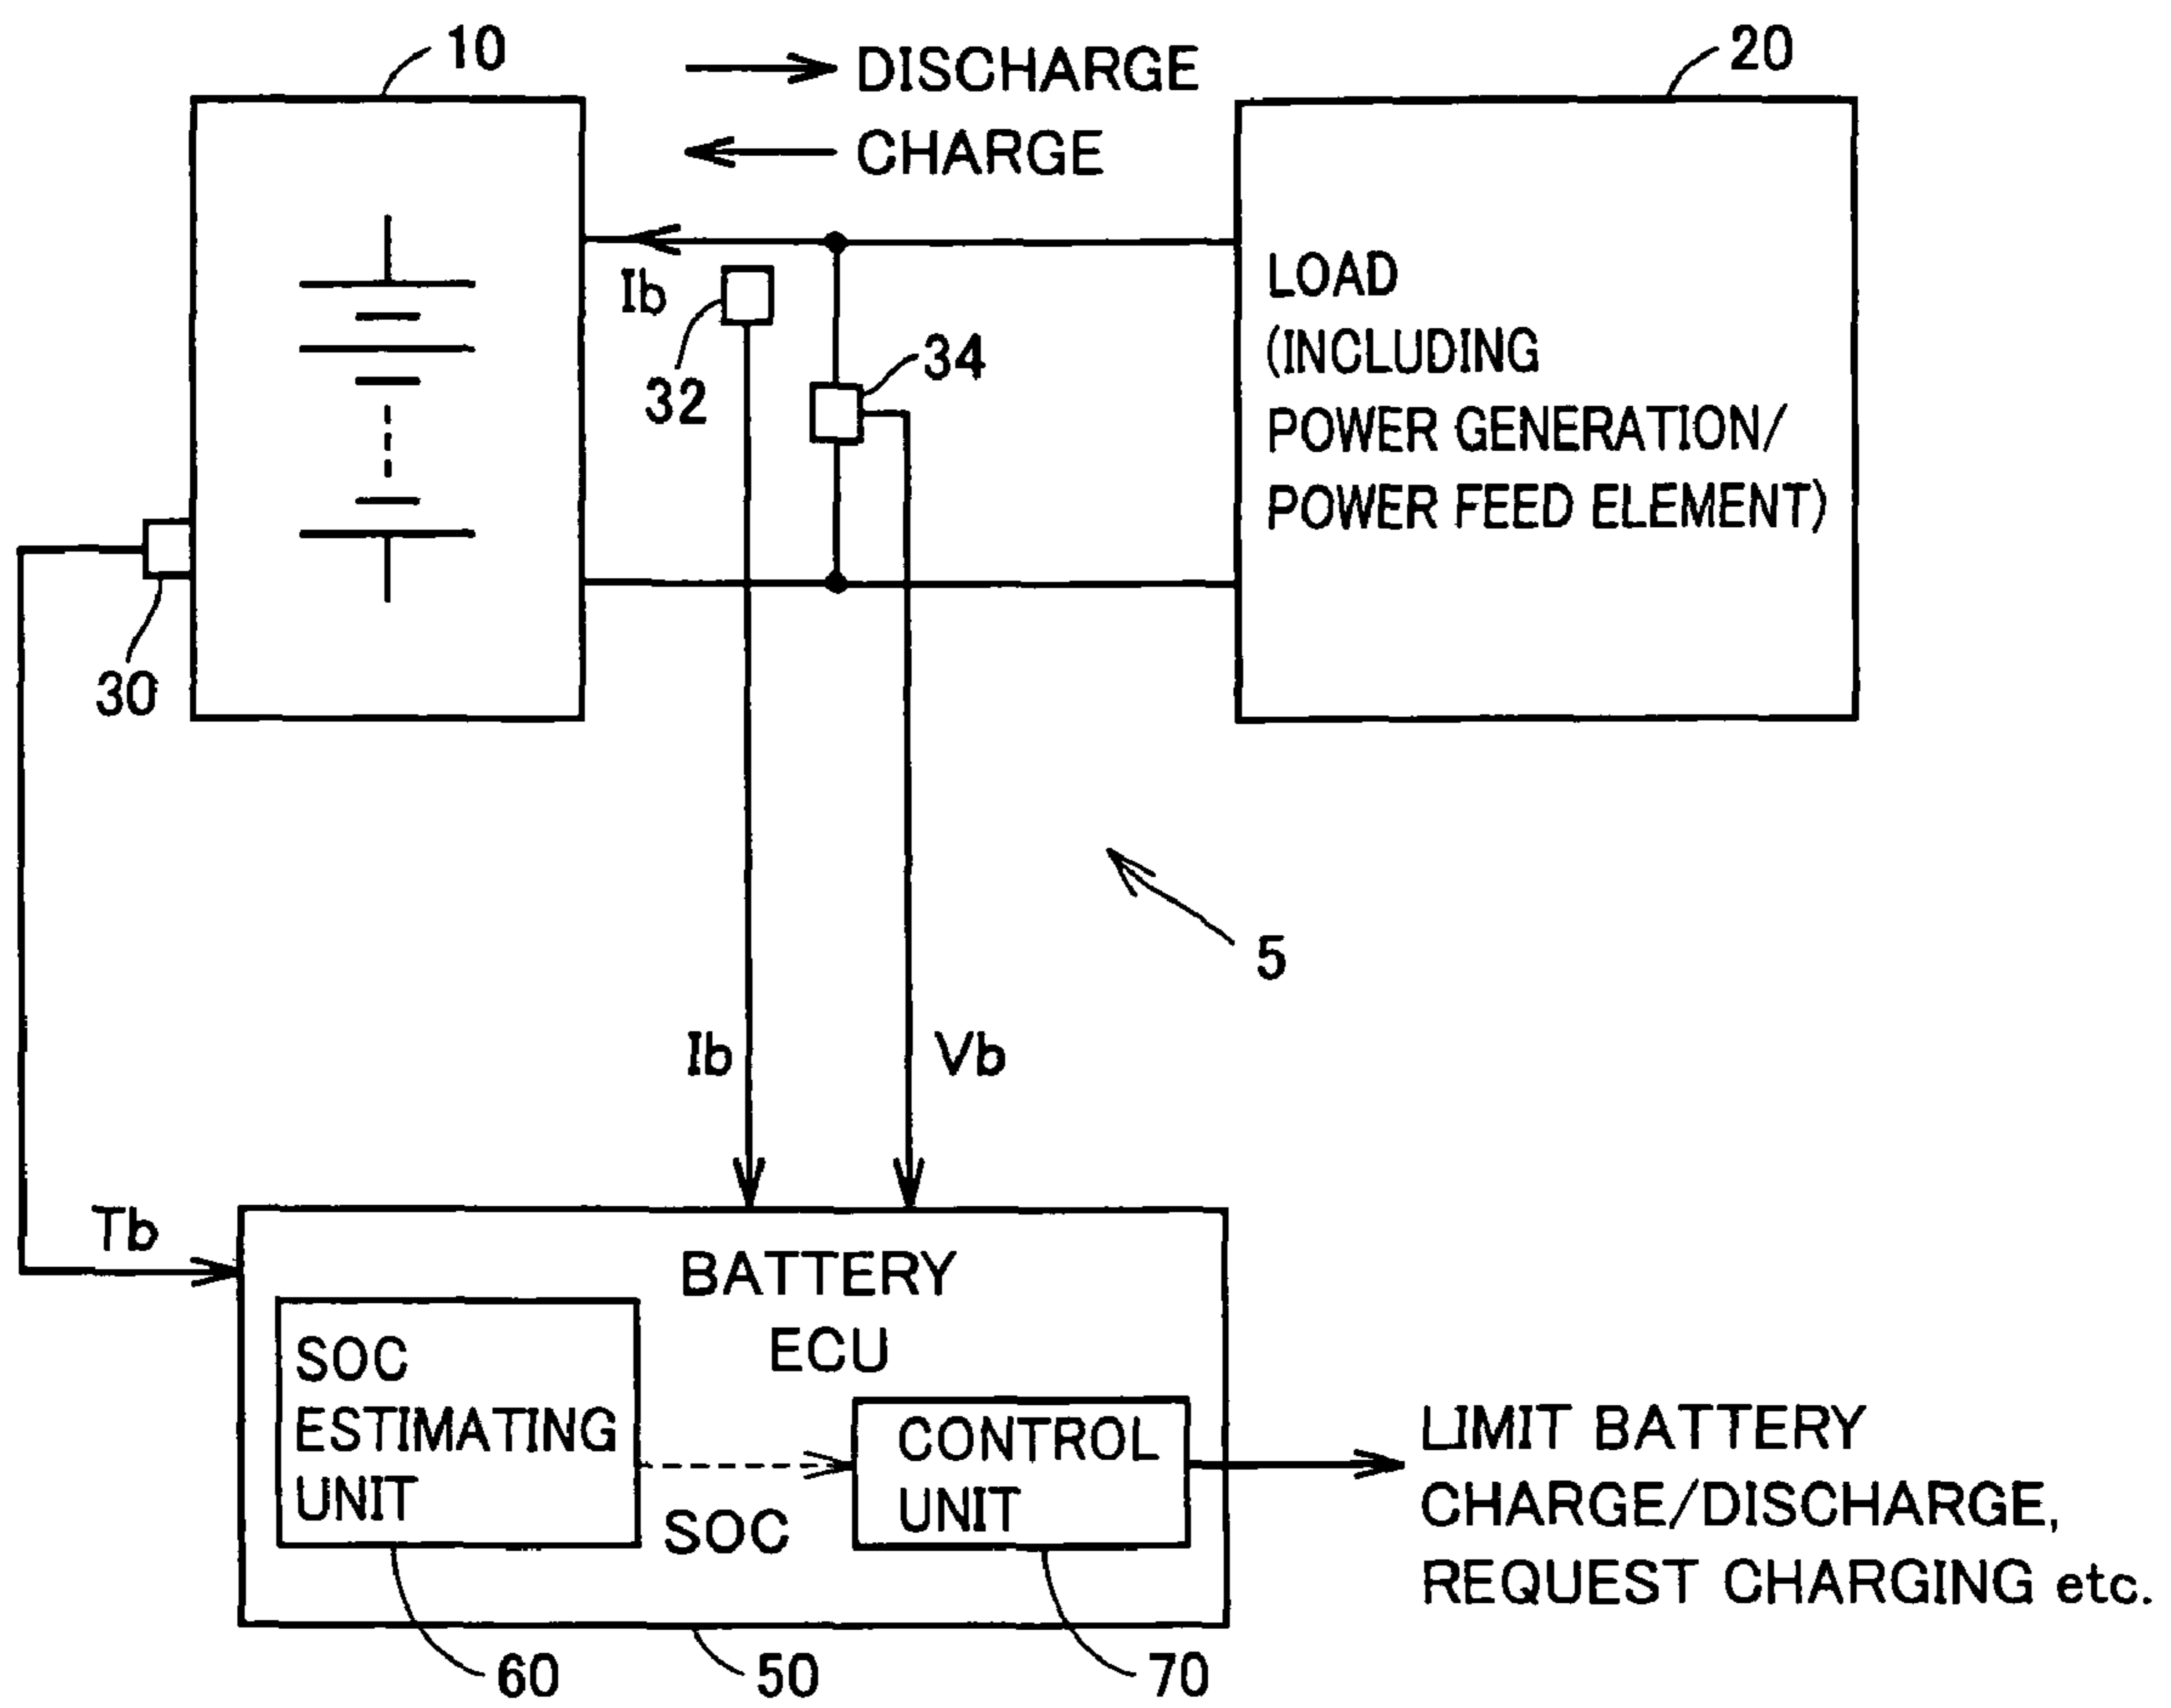 10
DISCHARGE
20
CHARGE
LOAD
(INCLUDING
POWER GENERATION/
POWER FEED ELEMENT)
Ib
32
34
30
5
Ib
Vb
Tb
BATTERY
ECU
SOC
ESTIMATING
UNIT
SOC
CONTROL
UNIT
LIMIT BATTERY
CHARGE/DISCHARGE,
REQUEST CHARGING etc.
60
50
70